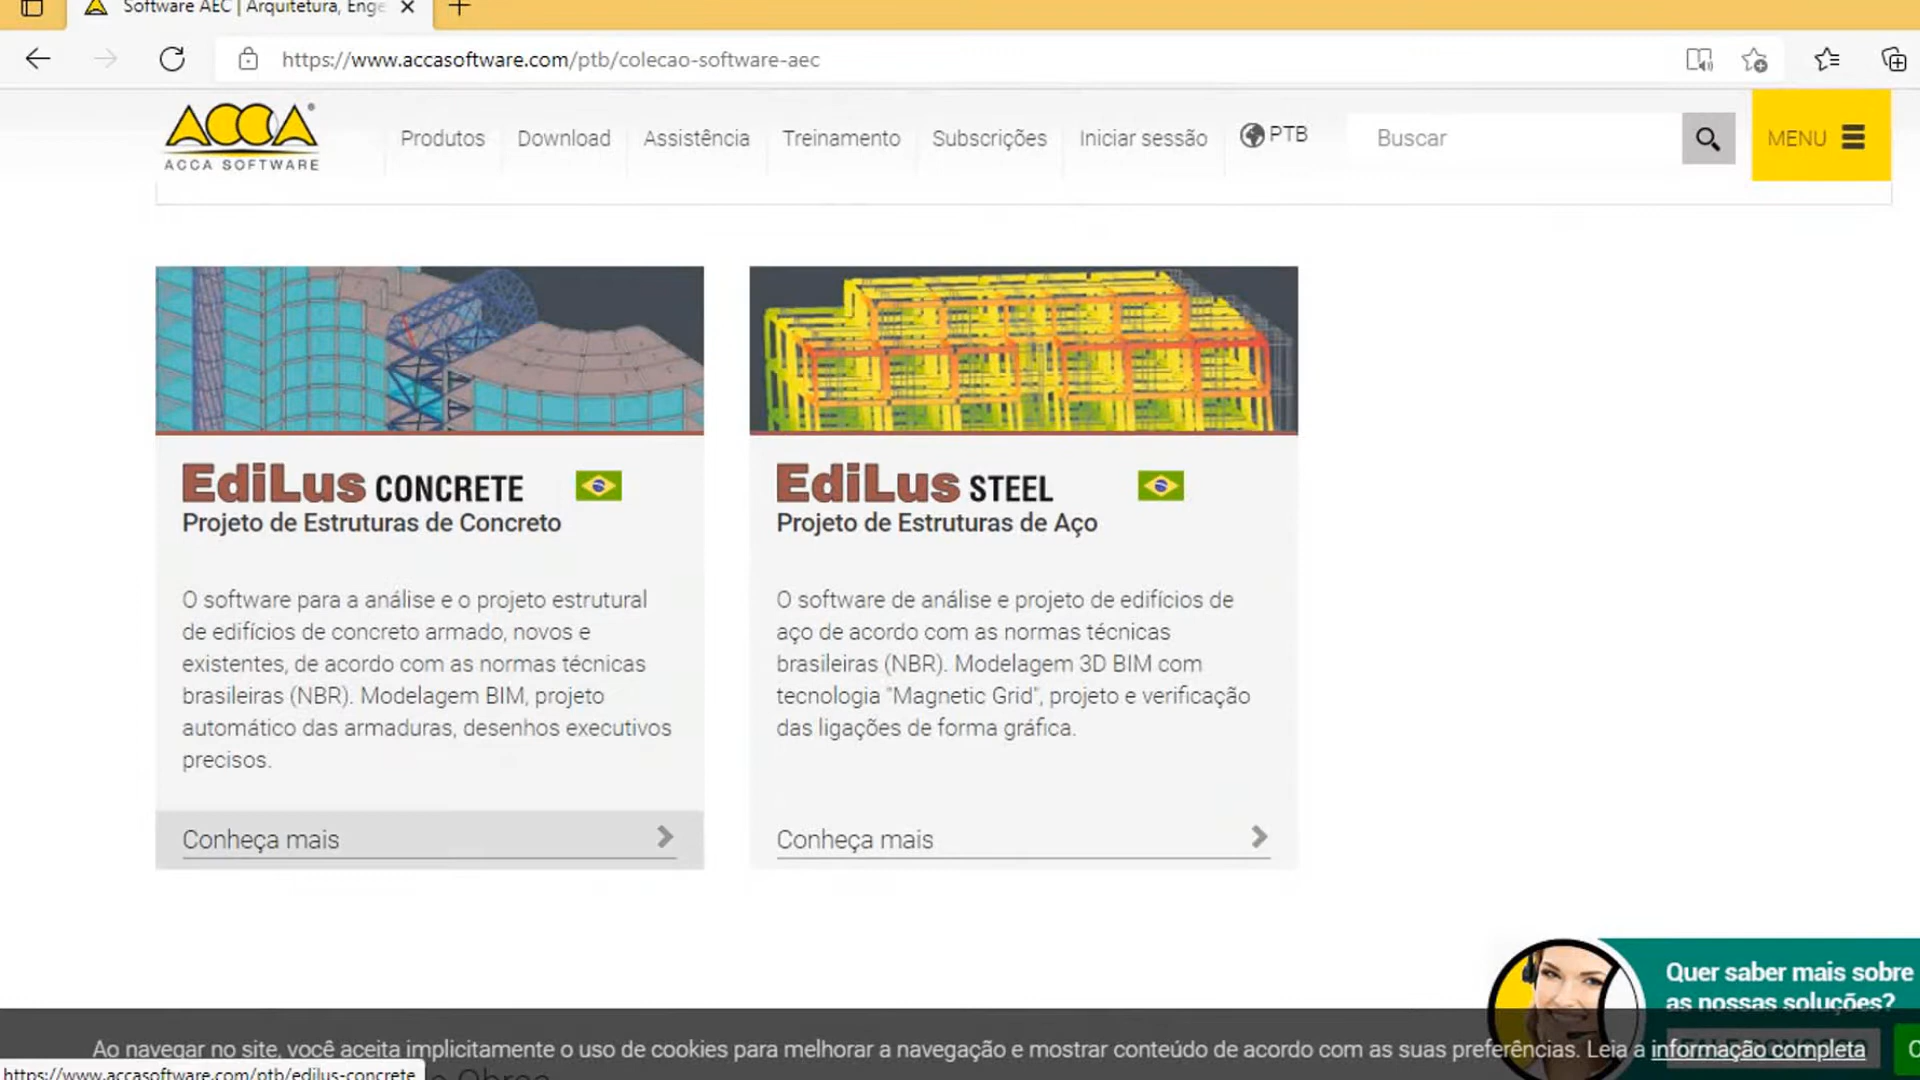 Software AEC | Arquitetura, Enge
https://www.accasoftware.com/ptb/colecao-software-aec
ACCA
ACCA SOFTWARE
Produtos
Download
Assistência
Treinamento
Subscrições
Iniciar sessão
PTB
Buscar
MENU
EdiLus CONCRETE
Projeto de Estruturas de Concreto
O software para a análise e o projeto estrutural
de edifícios de concreto armado, novos e
existentes, de acordo com as normas técnicas
brasileiras (NBR). Modelagem BIM, projeto
automático das armaduras, desenhos executivos
precisos.
Conheça mais
EdiLus STEEL
Projeto de Estruturas de Aço
O software de análise e projeto de edifícios de
aço de acordo com as normas técnicas
brasileiras (NBR). Modelagem 3D BIM com
tecnologia "Magnetic Grid", projeto e verificação
das ligações de forma gráfica.
Conheça mais
Quer saber mais sobre
as nossas soluções?
Ao navegar no site, você aceita implicitamente o uso de cookies para melhorar a navegação e mostrar conteúdo de acordo com as suas preferências. Leia a informação completa
https://www.accasoftware.com/ptb/edilus-concrete